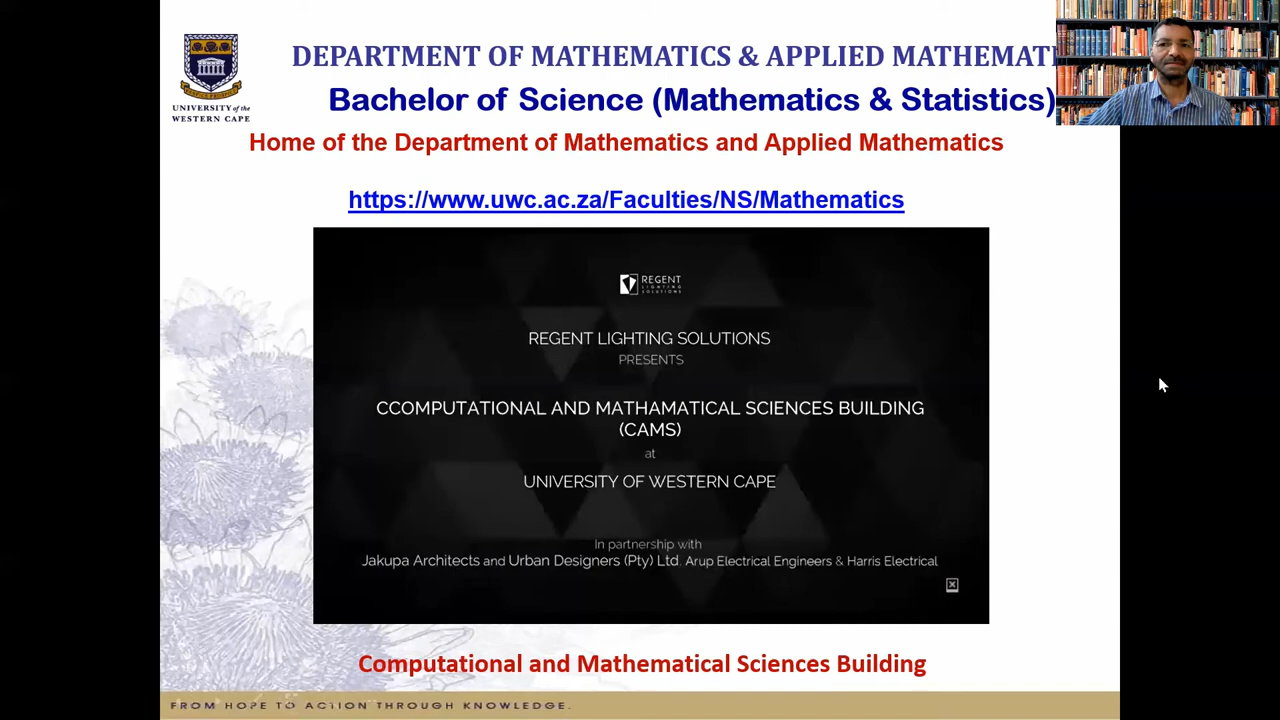 DEPARTMENT OF MATHEMATICS & APPLIED MATHEMATI
Bachelor of Science (Mathematics & Statistics)
UNIVERSITY of the
WESTERN CAPE
Home of the Department of Mathematics and Applied Mathematics
https://www.uwc.ac.za/Faculties/NS/Mathematics
REGENT
LIGHTING
SOLUTIONS
REGENT LIGHTING SOLUTIONS
PRESENTS
CCOMPUTATIONAL AND MATHAMATICAL SCIENCES BUILDING
(CAMS)
at
UNIVERSITY OF WESTERN CAPE
In partnership with
Jakupa Architects and Urban Designers (Pty) Ltd. Arup Electrical Engineers & Harris Electrical
Computational and Mathematical Sciences Building
FROM HOPE TO ACTION THROUGH KNOWLEDGE.